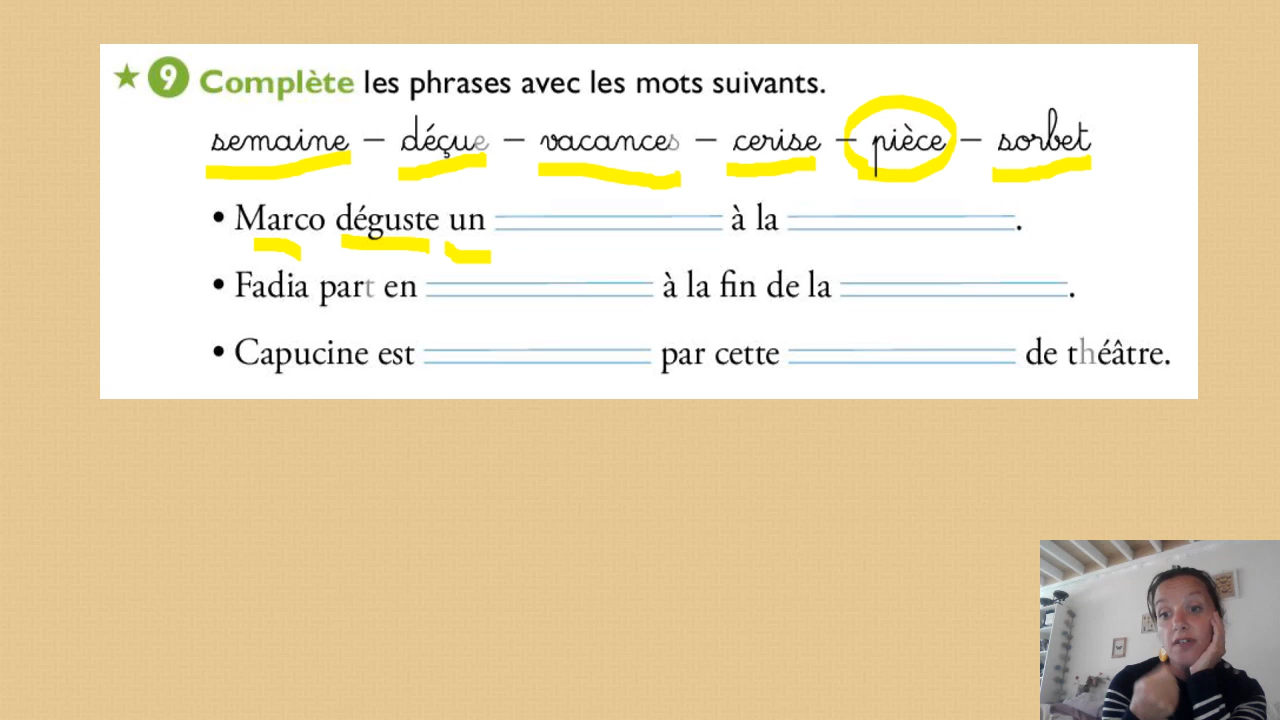 ★ 9 Complète les phrases avec les mots suivants.
semaine – déçue – vacances – cerise – pièce – sorbet
• Marco déguste un à la .
• Fadia part en à la fin de la .
• Capucine est par cette de théâtre.